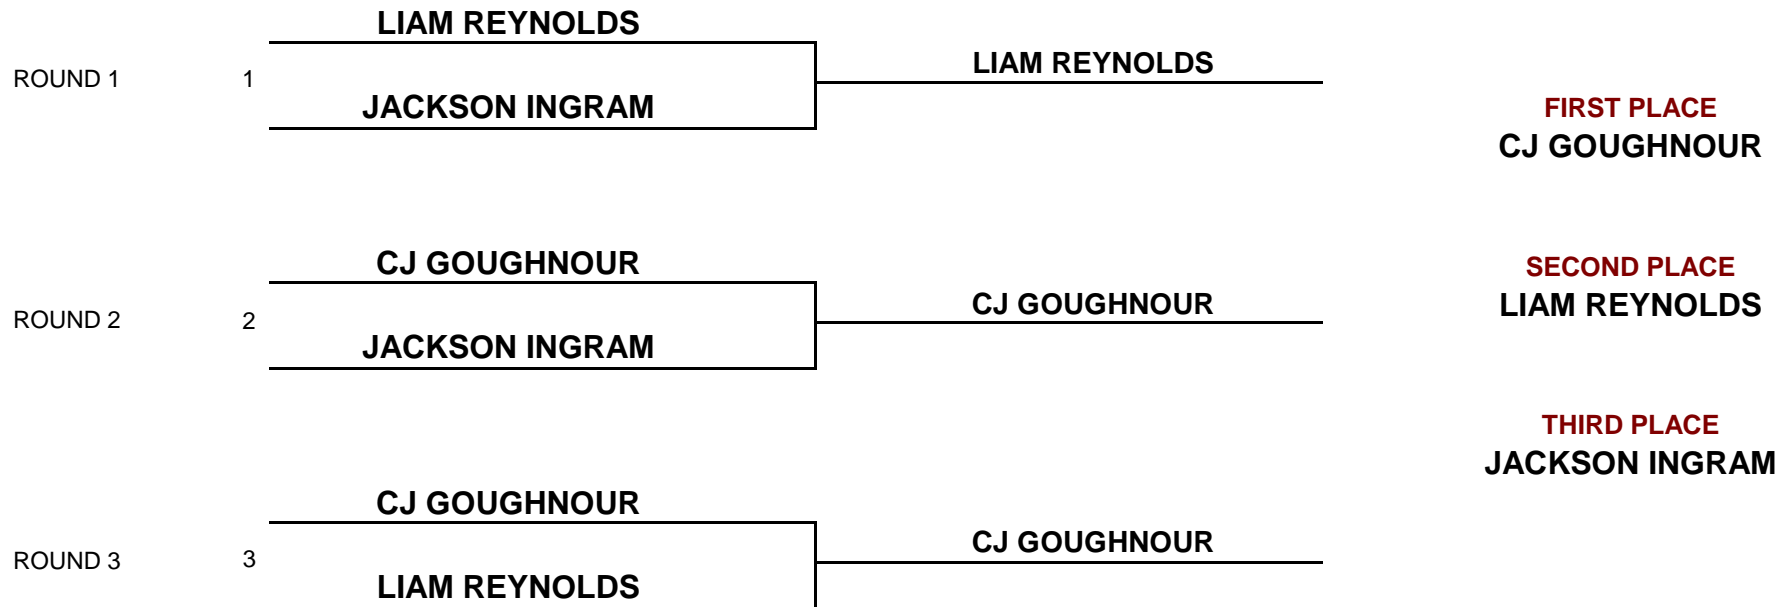 LIAM REYNOLDS
ROUND 1 1 LIAM REYNOLDS
JACKSON INGRAM
FIRST PLACE
CJ GOUGHNOUR
CJ GOUGHNOUR
ROUND 2 2 CJ GOUGHNOUR
JACKSON INGRAM
SECOND PLACE
LIAM REYNOLDS
THIRD PLACE
JACKSON INGRAM
CJ GOUGHNOUR
ROUND 3 3 CJ GOUGHNOUR
LIAM REYNOLDS